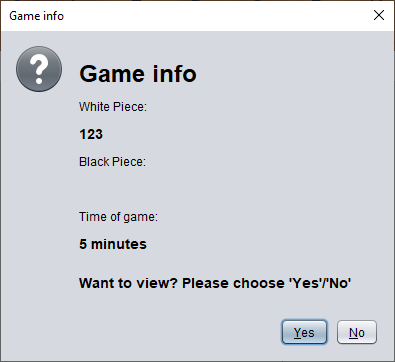 Game info
Game info
White Piece:
123
Black Piece:
Time of game:
5 minutes
Want to view? Please choose 'Yes'/'No'
Yes No